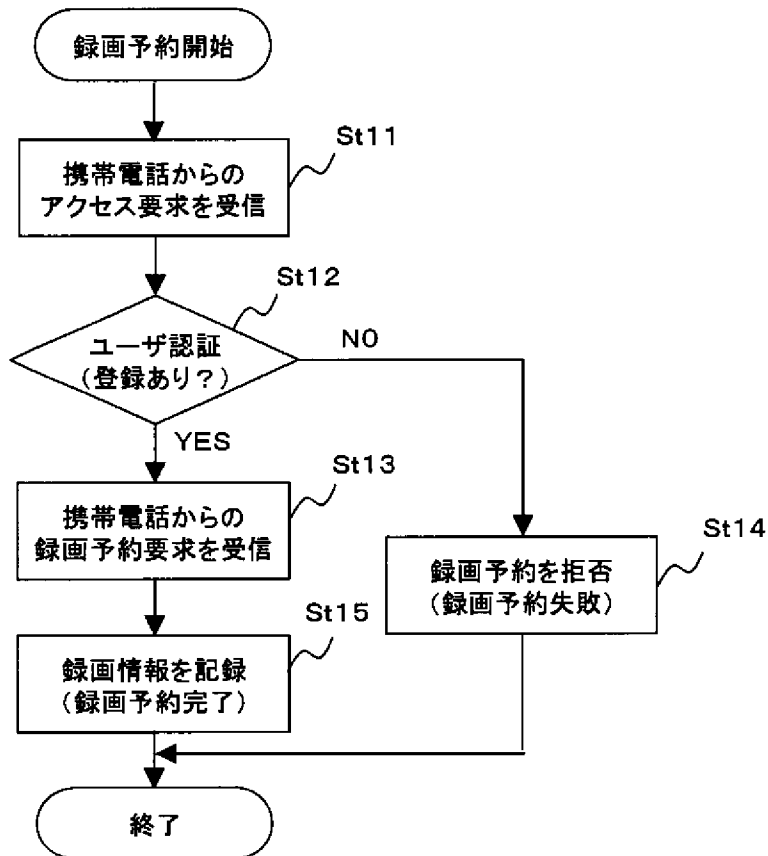 録画予約開始
St11
携帯電話からの
アクセス要求を受信
St12
ユーザ認証
(登録あり?)
NO
YES
St13
携帯電話からの
録画予約要求を受信
St14
録画予約を拒否
(録画予約失敗)
St15
録画情報を記録
(録画予約完了)
終了